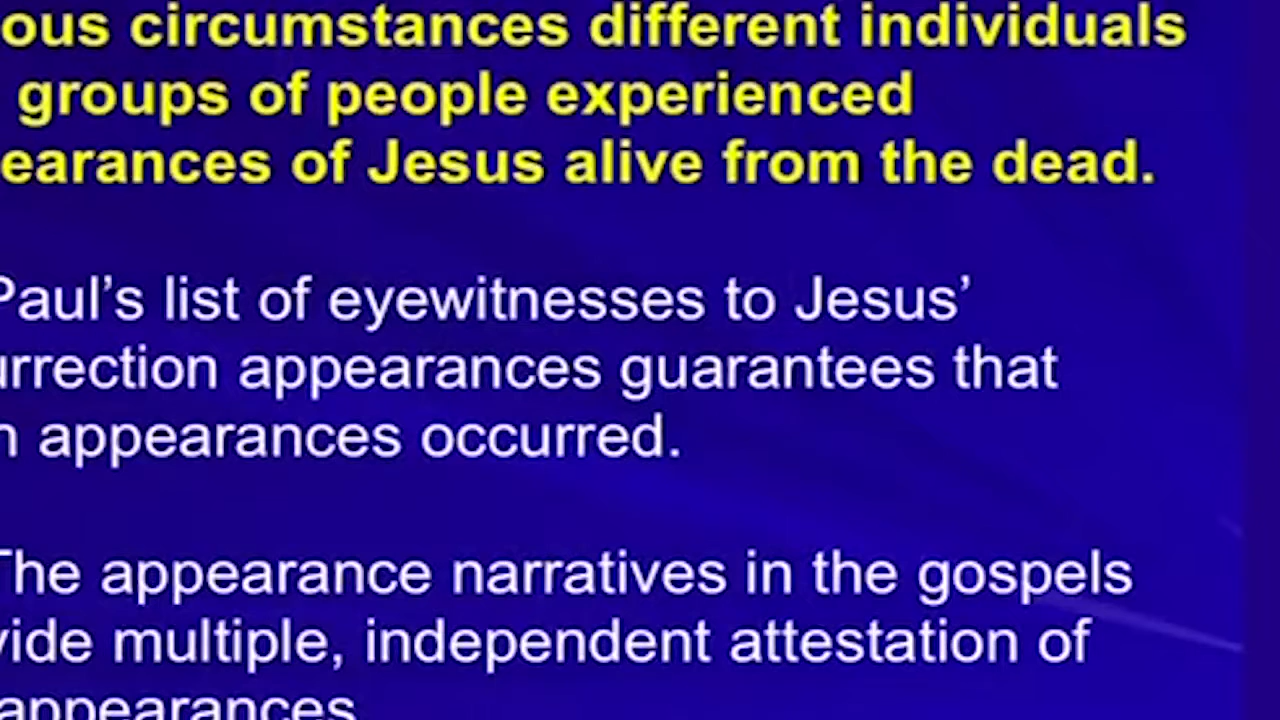 ous circumstances different individuals
groups of people experienced
earances of Jesus alive from the dead.
Paul’s list of eyewitnesses to Jesus’
urrection appearances guarantees that
n appearances occurred.
The appearance narratives in the gospels
vide multiple, independent attestation of
appearances